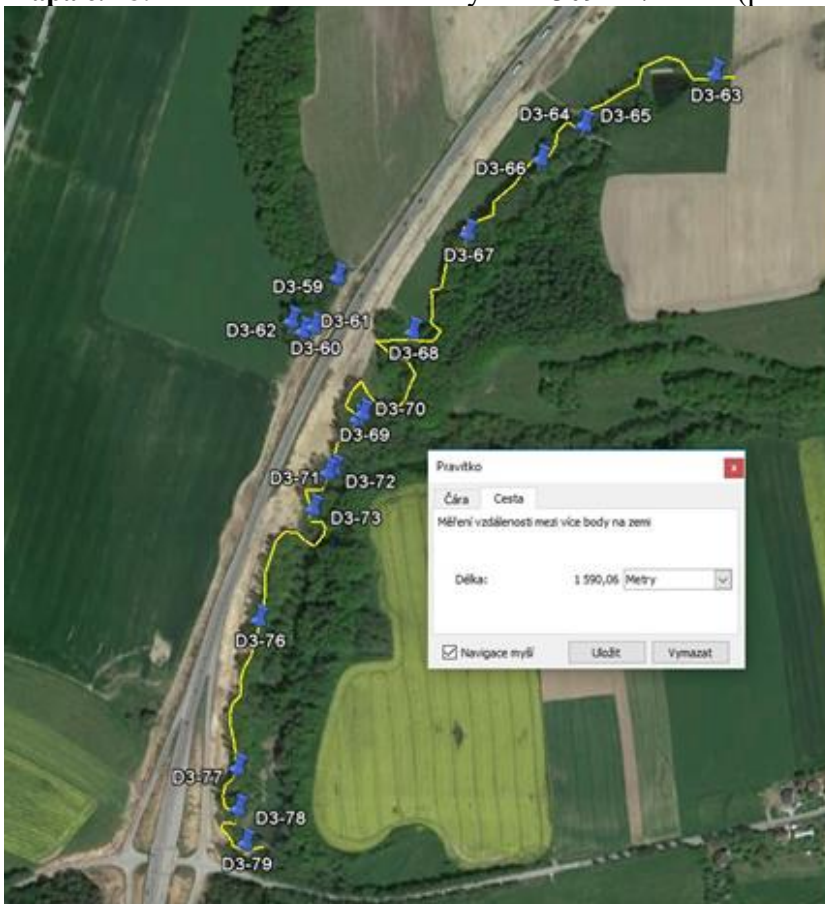 D3-63
D3-64
D3-65
D3-66
D3-67
D3-59
D3-62
D3-61
D3-60
D3-68
D3-70
D3-69
D3-71
D3-72
D3-73
D3-76
D3-77
D3-78
D3-79
Pravítko
Čára Cesta
Měření vzdálenosti mezi více body na zemi
Délka: 1 590,06 Metry
Navigace myší Uložit Vymazat